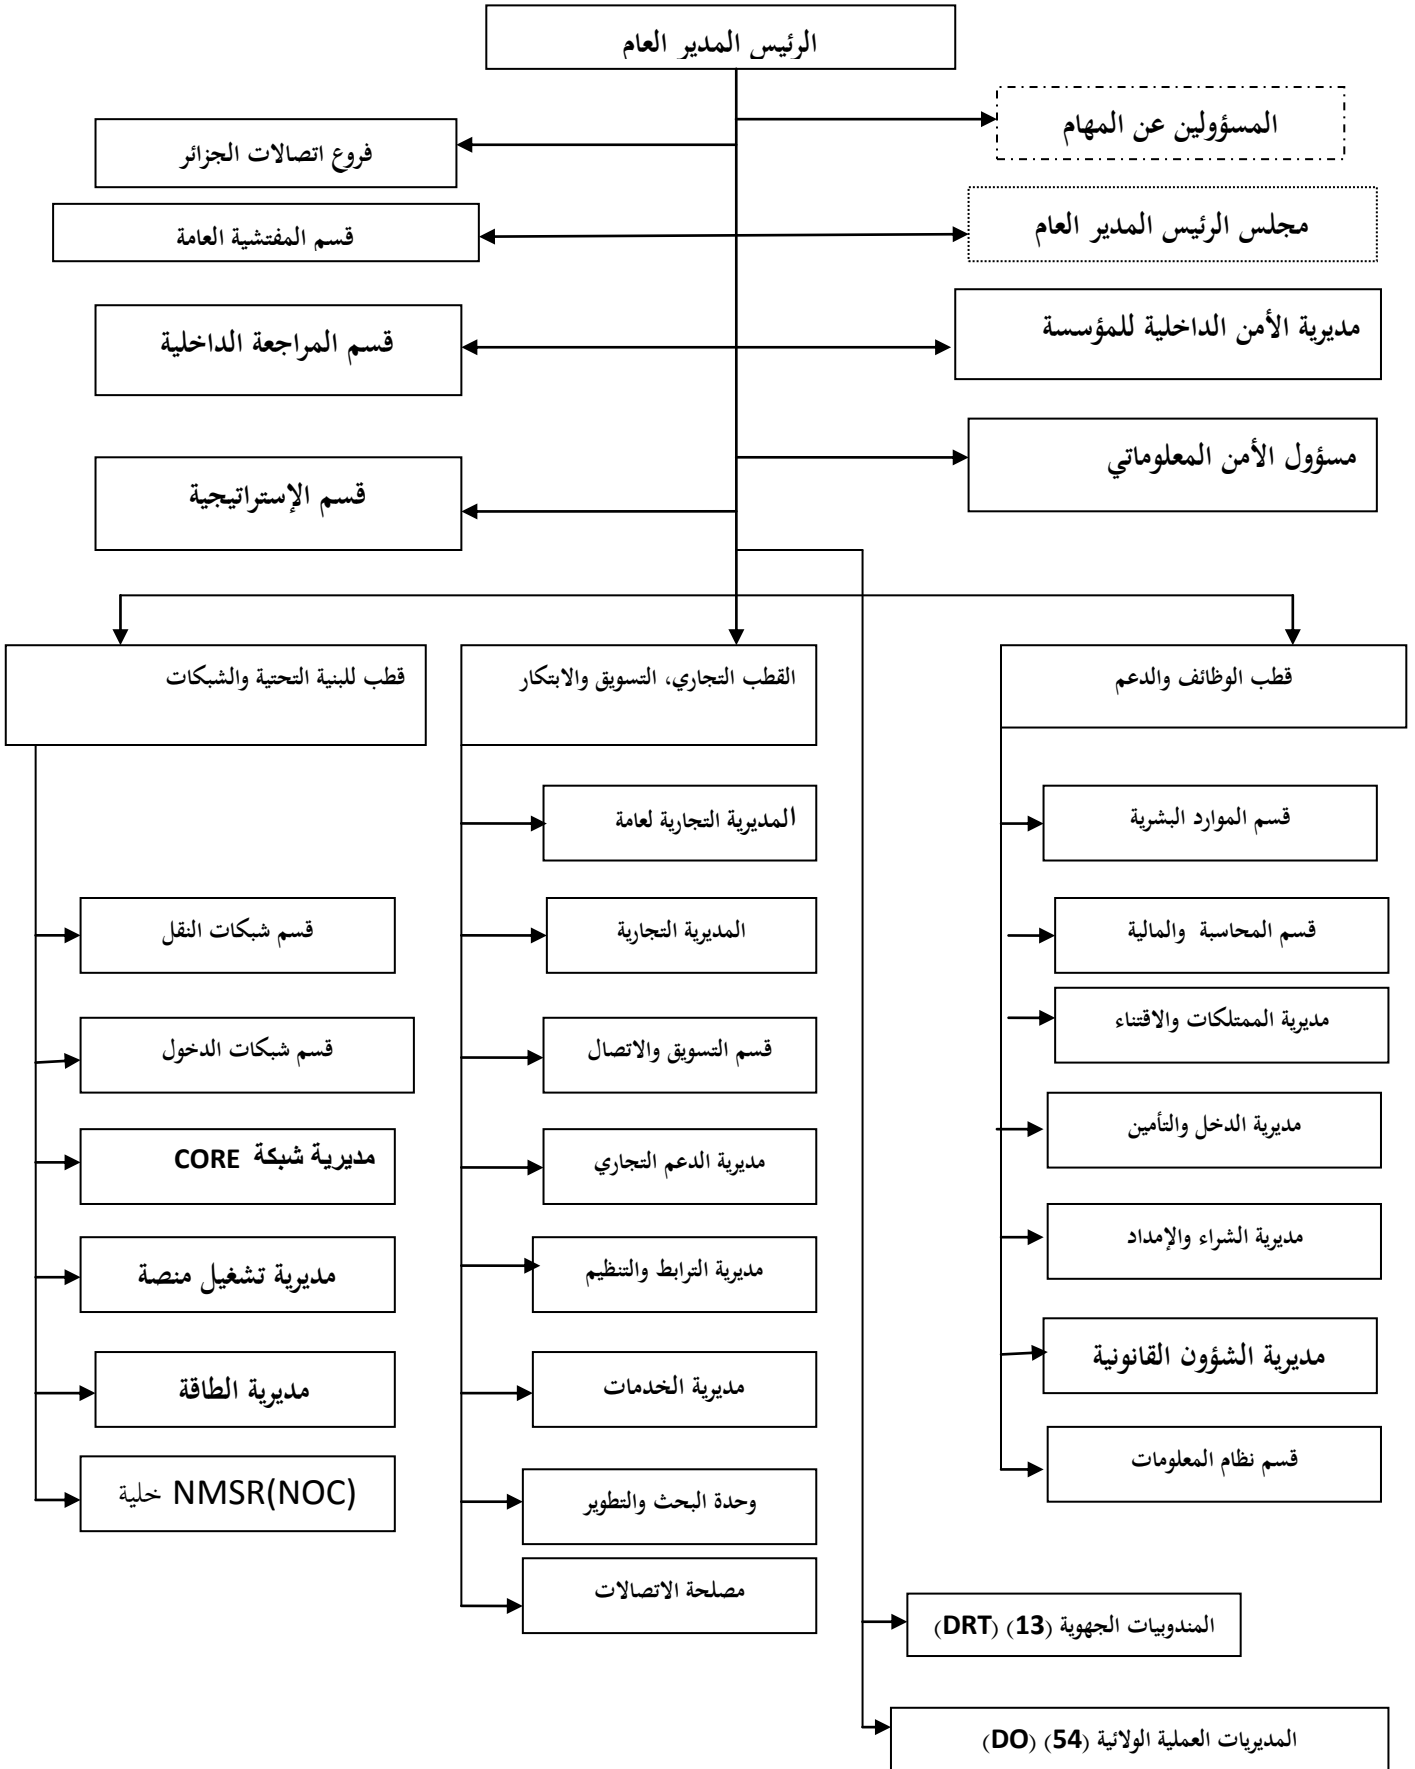 الرئيس المدير العام
المسؤولين عن المهام
فروع اتصالات الجزائر
مجلس الرئيس المدير العام
قسم المفتشية العامة
مديرية الأمن الداخلية للمؤسسة
قسم المراجعة الداخلية
مسؤول الأمن المعلوماتي
قسم الإستراتيجية
قطب الوظائف والدعم
القطب التجاري، التسويق والابتكار
قطب للبنية التحتية والشبكات
قسم الموارد البشرية
قسم المحاسبة والمالية
مديرية الممتلكات والاقتناء
مديرية الدخل والتأمين
مديرية الشراء والإمداد
مديرية الشؤون القانونية
قسم نظام المعلومات
المديرية التجارية لعامة
المديرية التجارية
قسم التسويق والاتصال
مديرية الدعم التجاري
مديرية الترابط والتنظيم
مديرية الخدمات
وحدة البحث والتطوير
مصلحة الاتصالات
قسم شبكات النقل
قسم شبكات الدخول
مديرية شبكة CORE
مديرية تشغيل منصة
مديرية الطاقة
خلية NMSR(NOC)
المندوبيات الجهوية (13) (DRT)
المديريات العملية الولائية (54) (DO)